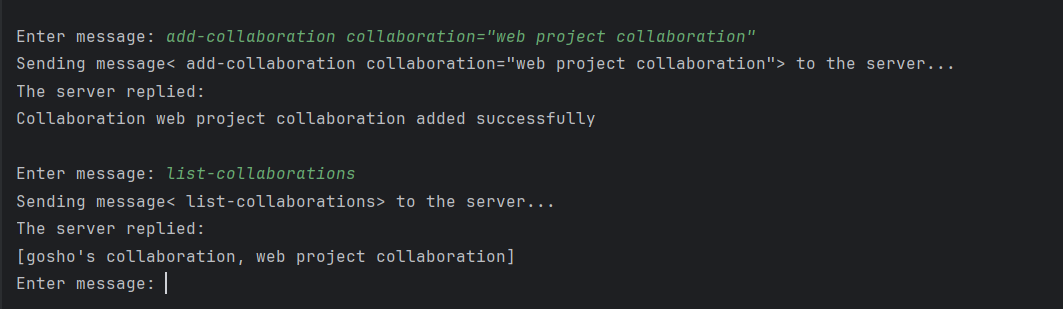 Enter message: add-collaboration collaboration="web project collaboration"
Sending message< add-collaboration collaboration="web project collaboration"> to the server...
The server replied:
Collaboration web project collaboration added successfully
Enter message: list-collaborations
Sending message< list-collaborations> to the server...
The server replied:
[gosho's collaboration, web project collaboration]
Enter message: